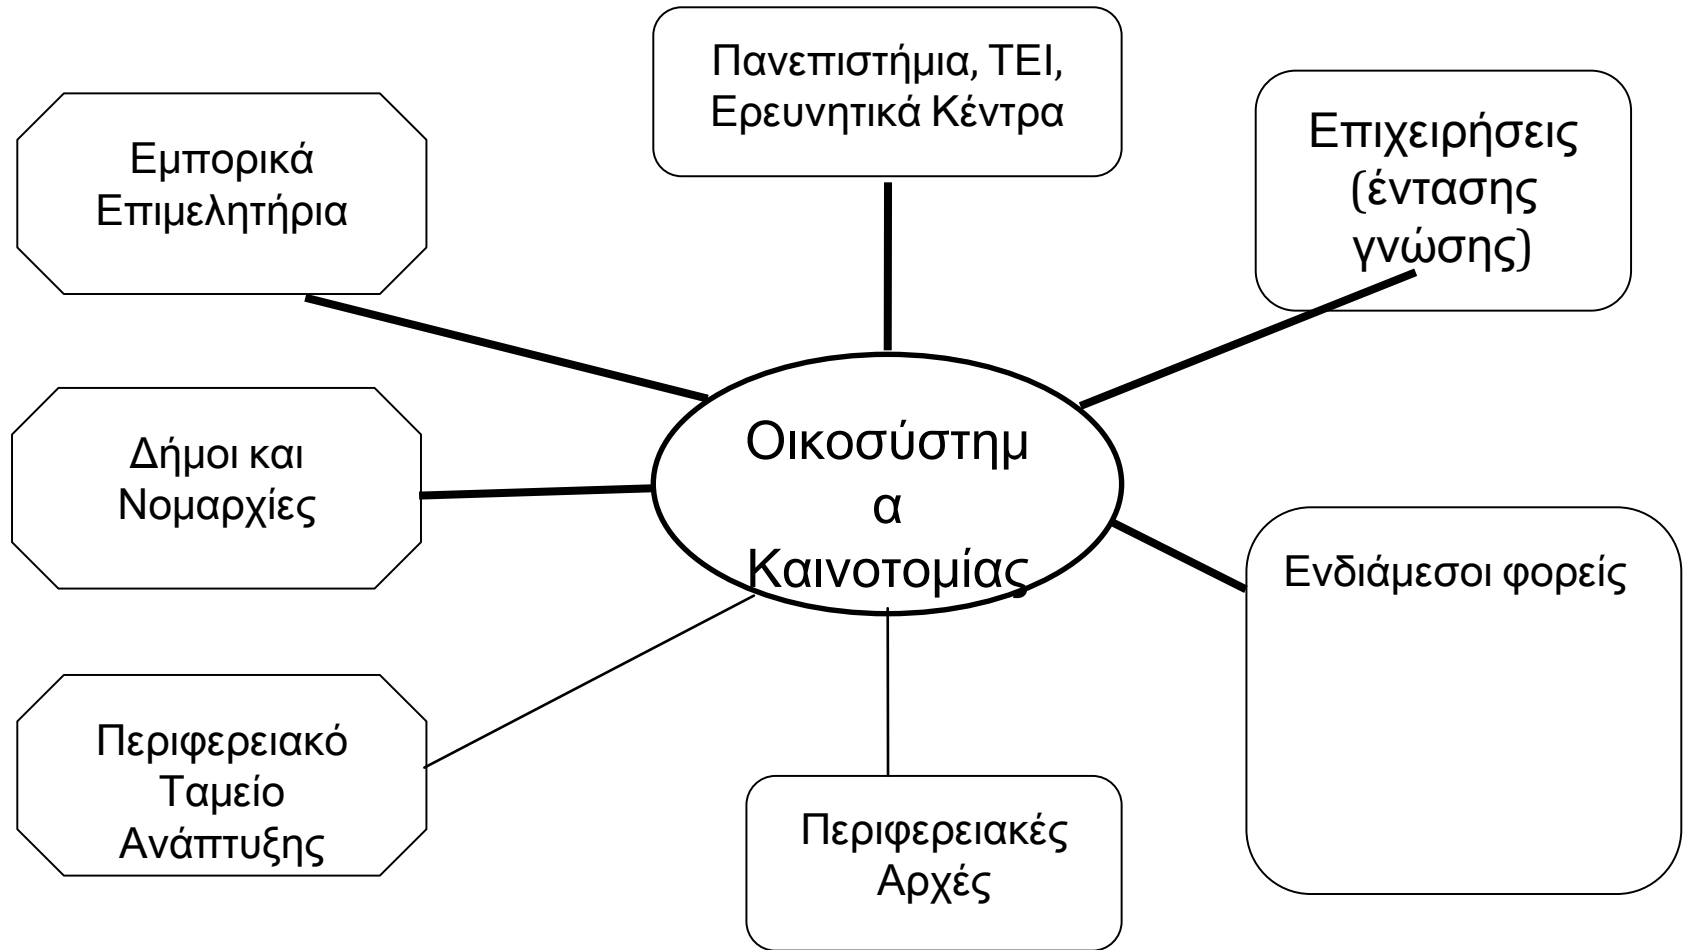 Πανεπιστήμια, ΤΕΙ,
Ερευνητικά Κέντρα
Εμπορικά
Επιμελητήρια
Επιχειρήσεις
(έντασης
γνώσης)
Οικοσύστημ
α
Καινοτομίας
Δήμοι και
Νομαρχίες
Ενδιάμεσοι φορείς
Περιφερειακό
Ταμείο
Ανάπτυξης
Περιφερειακές
Αρχές